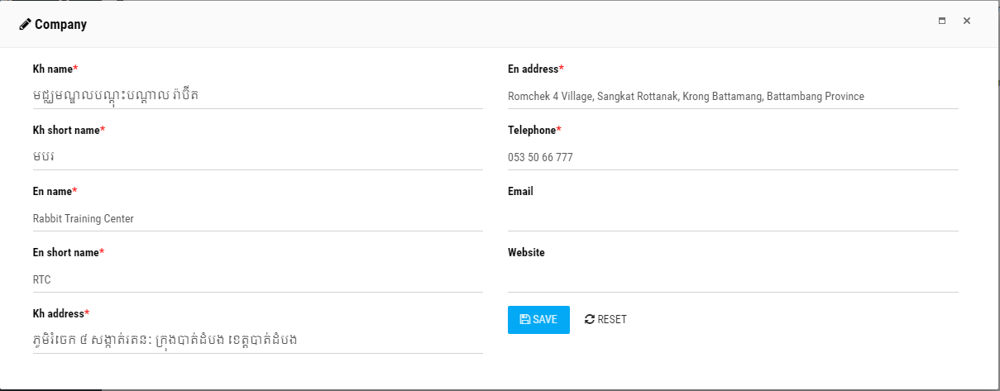 Company
Kh name*
មជ្ឈមណ្ឌលបណ្តុះបណ្តាល រ៉ាប៊ីត
Kh short name*
មបរ
En name*
Rabbit Training Center
En short name*
RTC
Kh address*
ភូមិរំចេក ៤ សង្កាត់រតនៈ ក្រុងបាត់ដំបង ខេត្តបាត់ដំបង
En address*
Romchek 4 Village, Sangkat Rottanak, Krong Battamang, Battambang Province
Telephone*
053 50 66 777
Email
Website
SAVE RESET